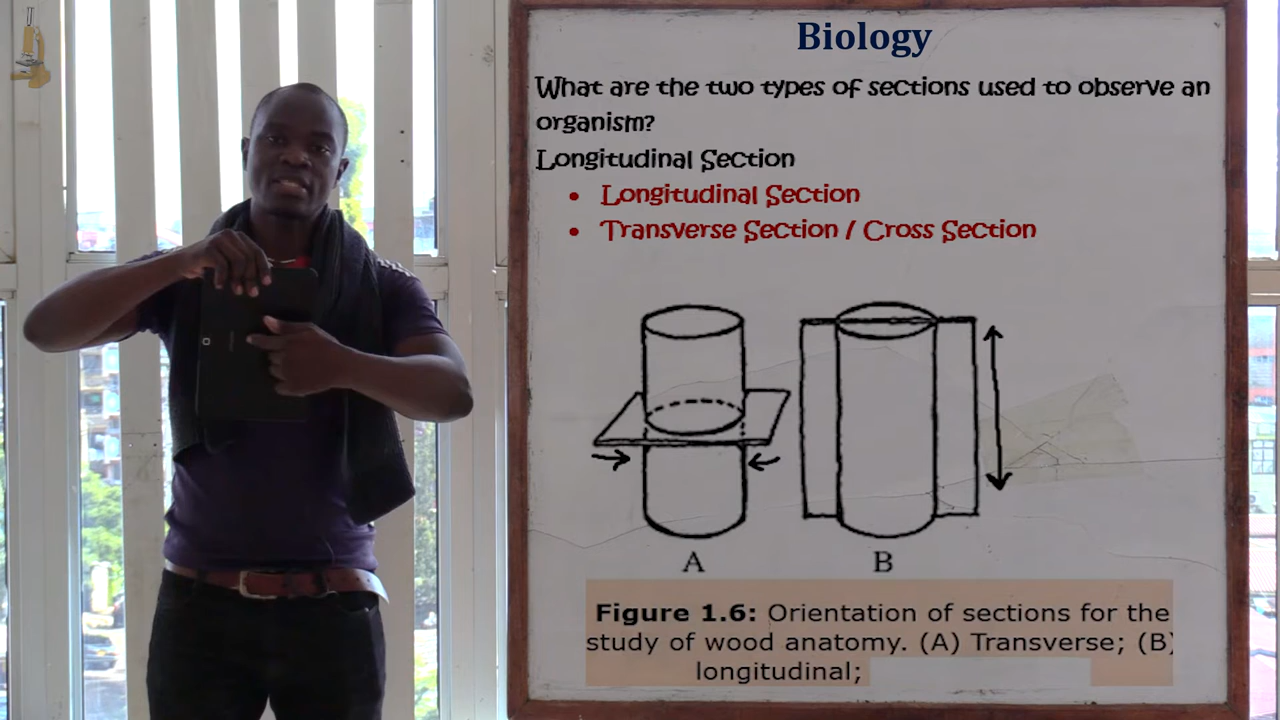 Biology
What are the two types of sections used to observe an
organism?
Longitudinal Section
• Longitudinal Section
• Transverse Section / Cross Section
A
B
Figure 1.6: Orientation of sections for the
study of wood anatomy. (A) Transverse; (B)
longitudinal;